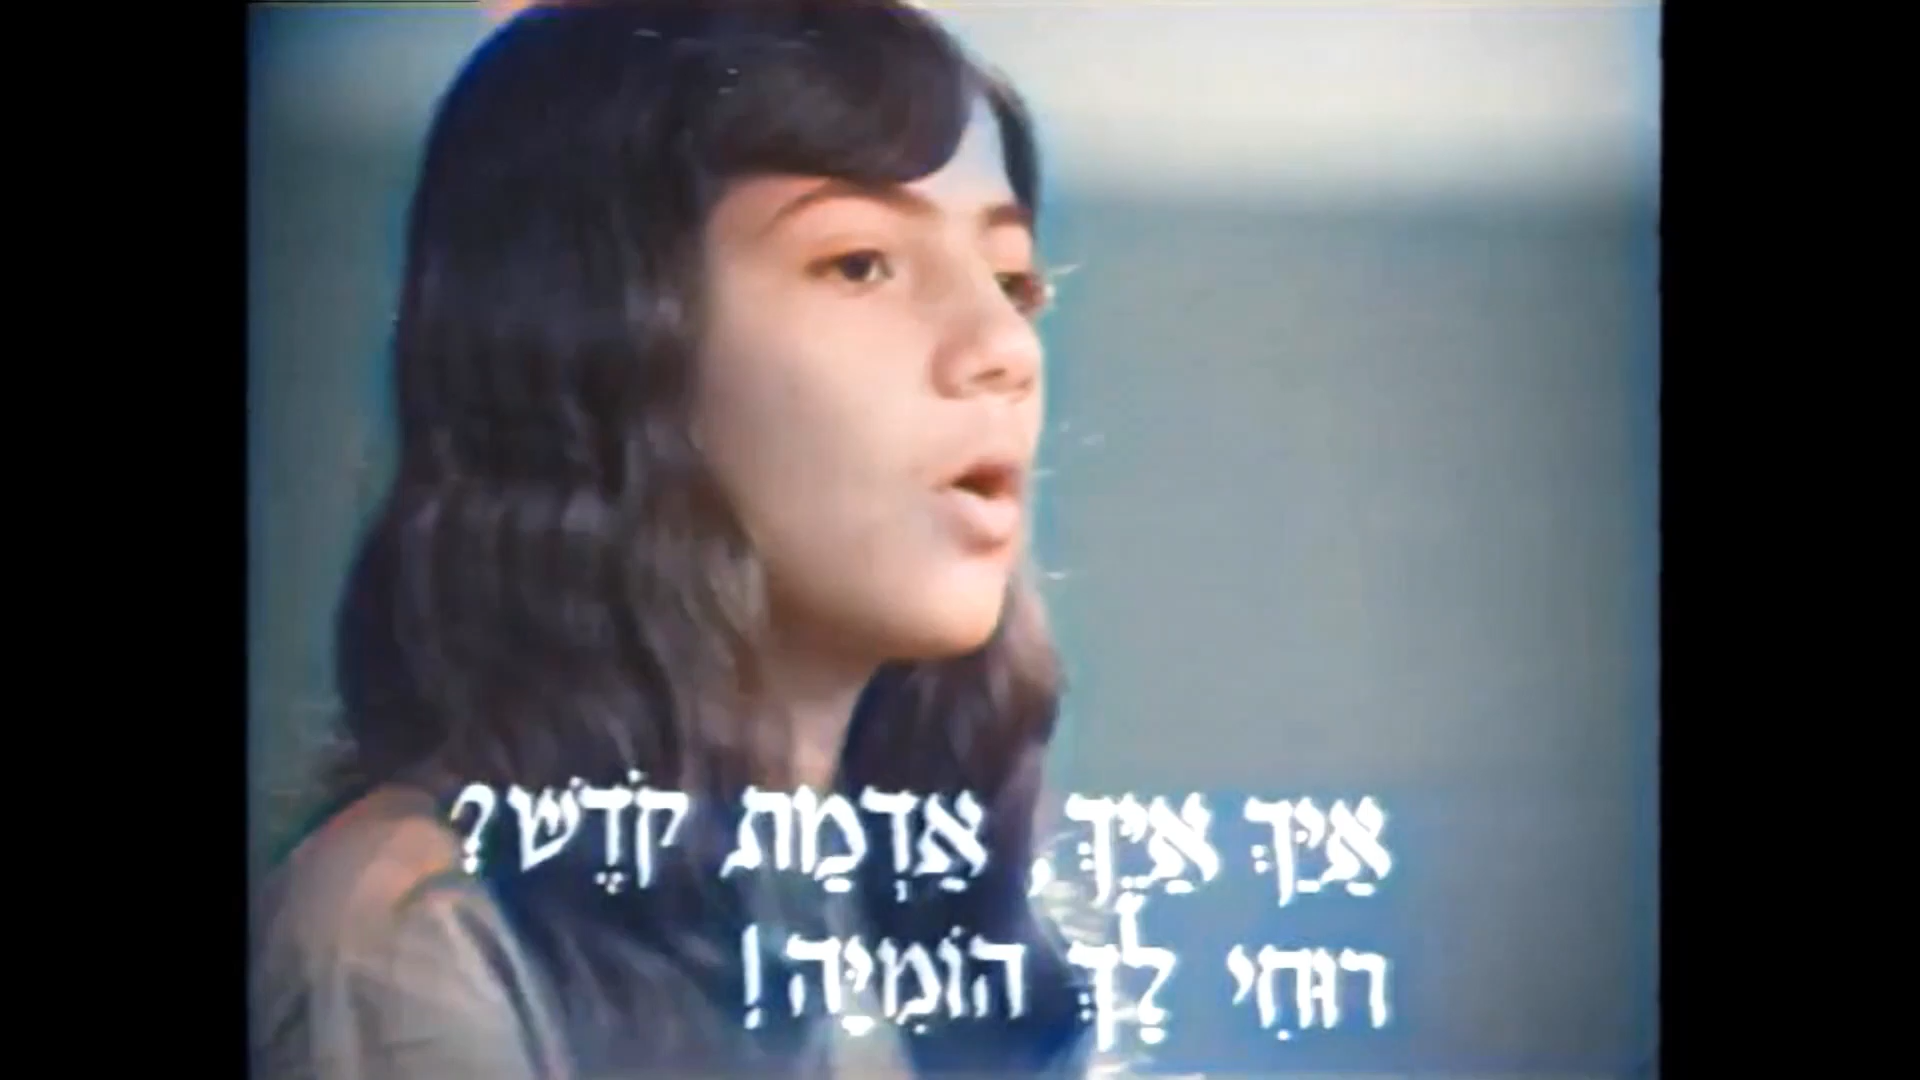 אַיֵּךְ אַיֵּךְ, אַדְמַת קֹדֶשׁ?
רוּחִי לָךְ הוֹמִיָּה!